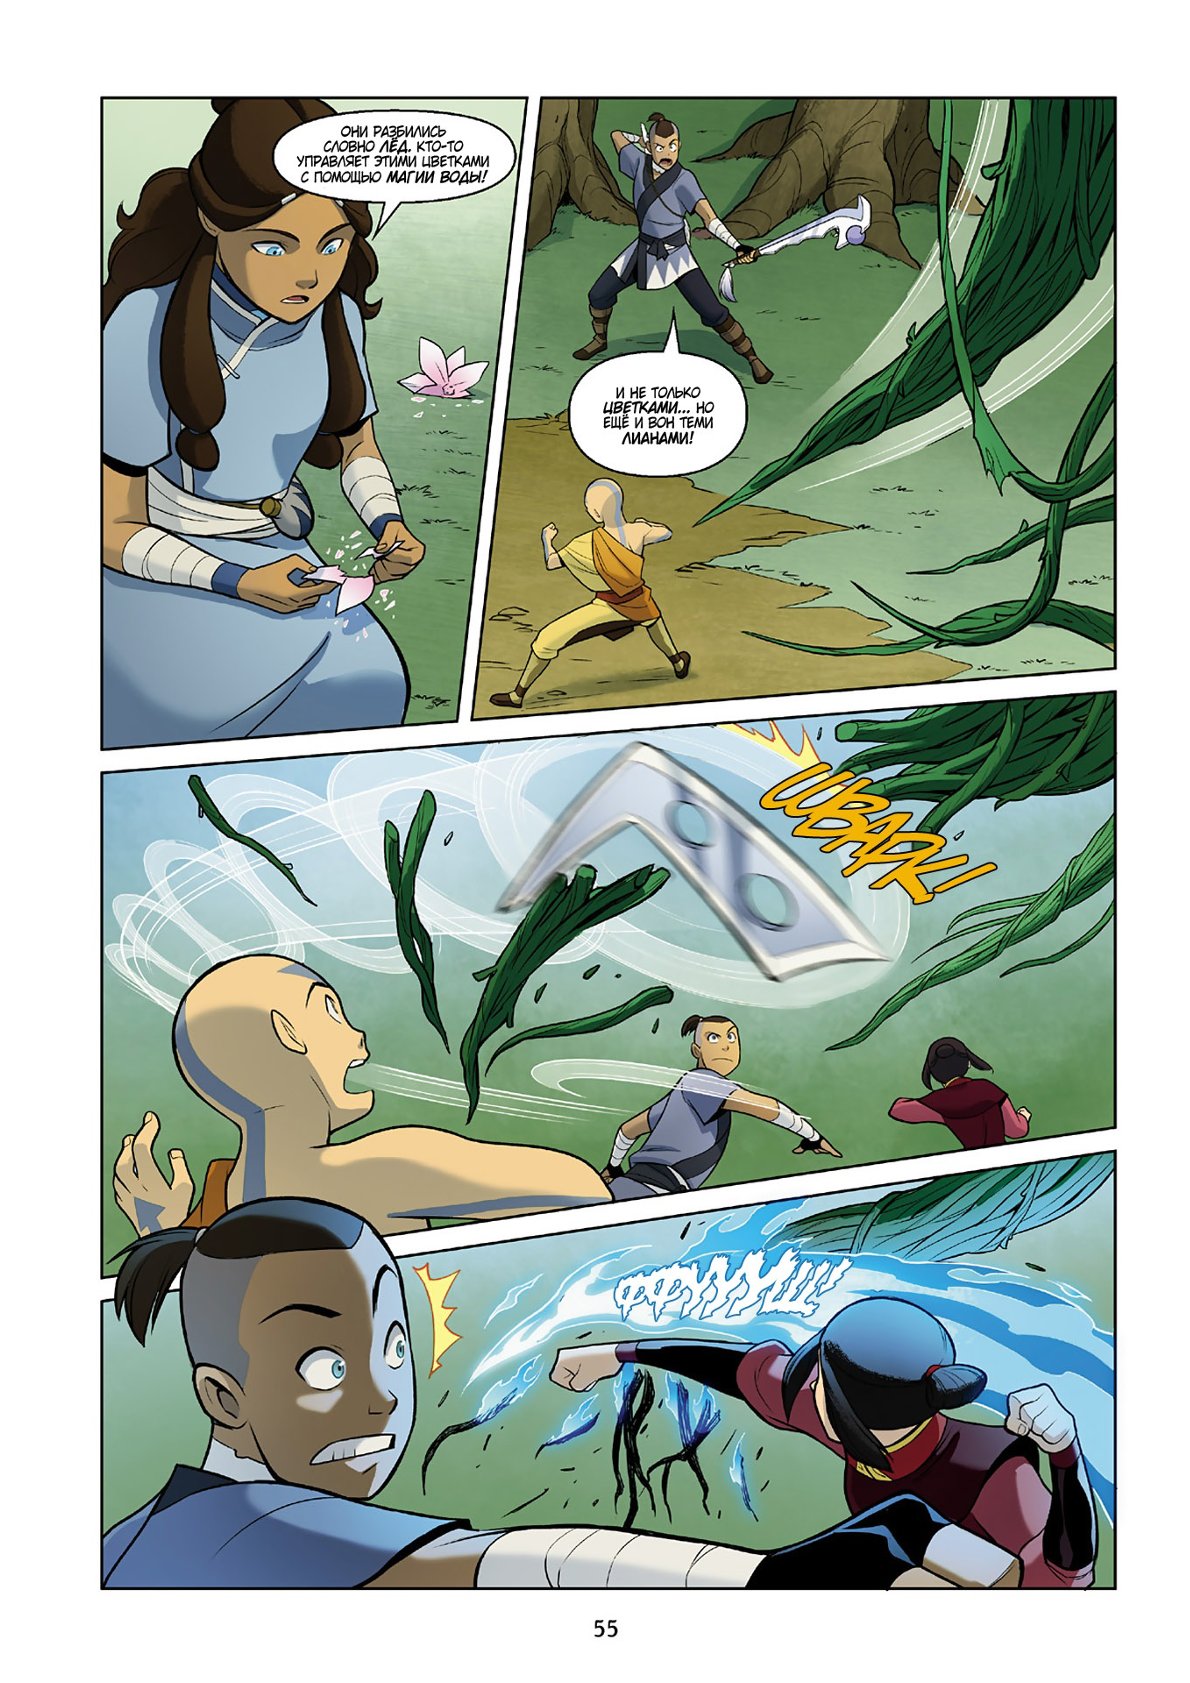 ОНИ РАЗБИЛИСЬ
СЛОВНО ЛЁД. КТО-ТО
УПРАВЛЯЕТ ЭТИМИ ЦВЕТКАМИ
С ПОМОЩЬЮ МАГИИ ВОДЫ!
И НЕ ТОЛЬКО
ЦВЕТКАМИ... НО
ЕЩЁ И ВОН ТЕМИ
ЛИАНАМИ!
ШВАРК!
ФФУУУШ!
55